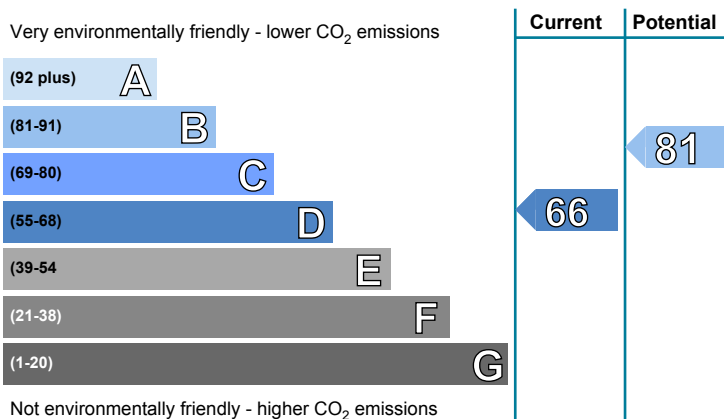 Current Potential
Very environmentally friendly - lower CO2 emissions
(92 plus) A
(81-91) B
81
(69-80) C
(55-68) D
66
(39-54 E
(21-38) F
(1-20) G
Not environmentally friendly - higher CO2 emissions